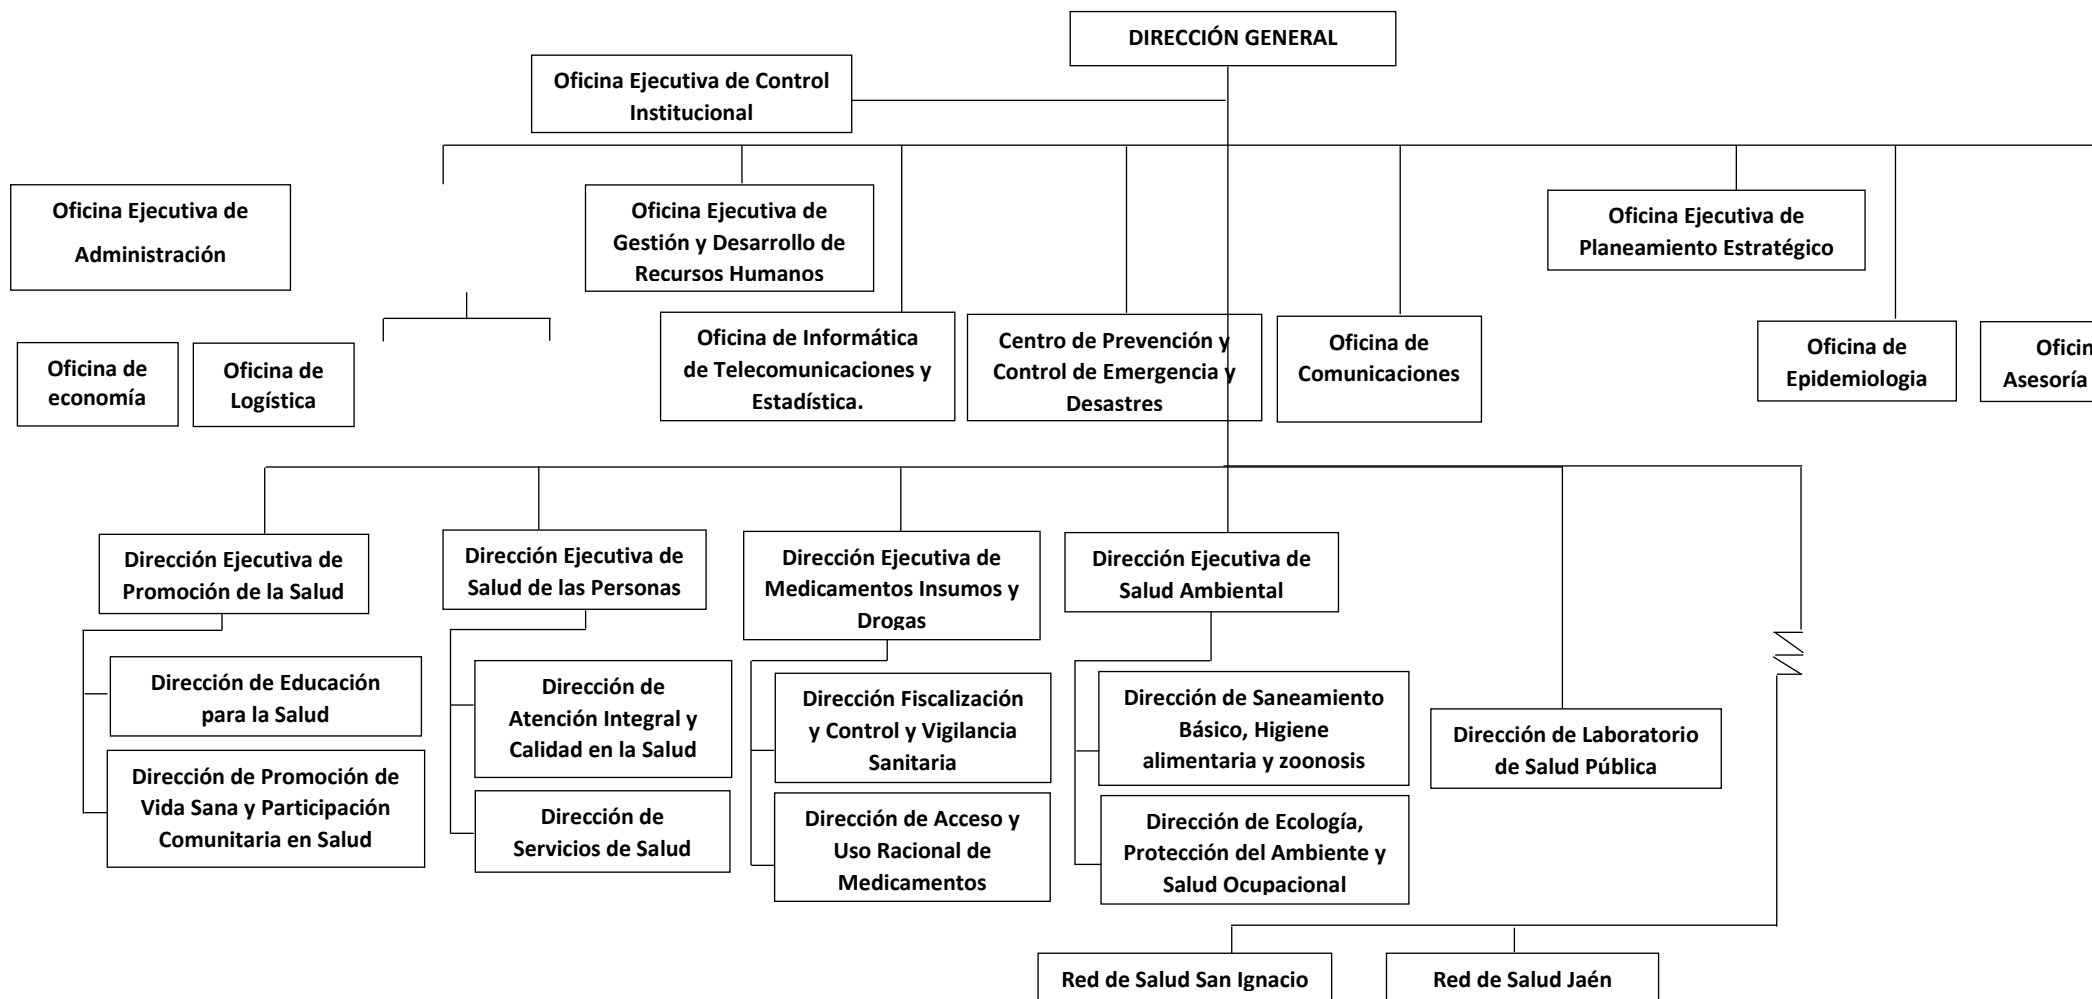 DIRECCIÓN GENERAL
Oficina Ejecutiva de Control
Institucional
Oficina Ejecutiva de
Administración
Oficina Ejecutiva de
Gestión y Desarrollo de
Recursos Humanos
Oficina Ejecutiva de
Planeamiento Estratégico
Oficina de
economía
Oficina de
Logística
Oficina de Informática
de Telecomunicaciones y
Estadística.
Centro de Prevención y
Control de Emergencia y
Desastres
Oficina de
Comunicaciones
Oficina de
Epidemiologia
Asesoría
Dirección Ejecutiva de
Promoción de la Salud
Dirección Ejecutiva de
Salud de las Personas
Dirección Ejecutiva de
Medicamentos Insumos y
Drogas
Dirección Ejecutiva de
Salud Ambiental
Dirección de Educación
para la Salud
Dirección de Promoción de
Vida Sana y Participación
Comunitaria en Salud
Dirección de
Atención Integral y
Calidad en la Salud
Dirección de
Servicios de Salud
Dirección Fiscalización
y Control y Vigilancia
Sanitaria
Dirección de Acceso y
Uso Racional de
Medicamentos
Dirección de Saneamiento
Básico, Higiene
alimentaria y zoonosis
Dirección de Ecología,
Protección del Ambiente y
Salud Ocupacional
Dirección de Laboratorio
de Salud Pública
Red de Salud San Ignacio
Red de Salud Jaén